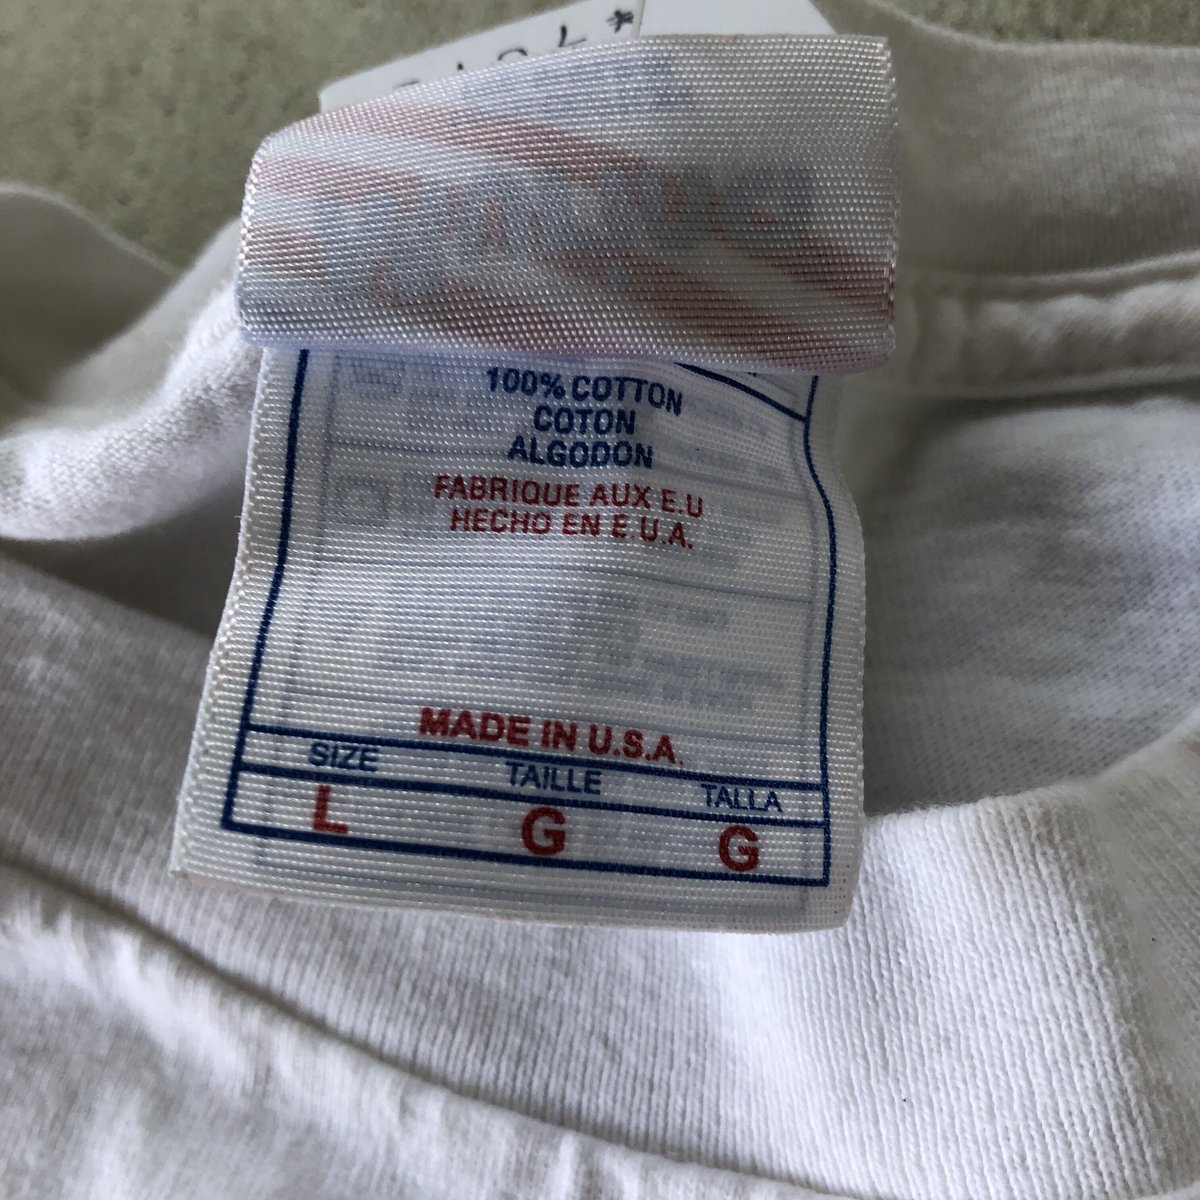 100% COTTON
COTON
ALGODON
FABRIQUE AUX E.U
HECHO EN E.U.A.
MADE IN U.S.A.
SIZE TAILLE TALLA
L G G